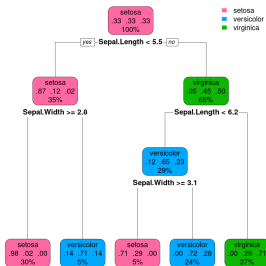 setosa
versicolor
virginica
setosa
.33 .33 .33
100%
yes
Sepal.Length < 5.5
no
setosa
.87 .12 .02
35%
virginica
.05 .45 .50
65%
Sepal.Width >= 2.8
Sepal.Length < 6.2
versicolor
.12 .65 .23
29%
Sepal.Width >= 3.1
setosa
.98 .02 .00
30%
versicolor
.14 .71 .14
5%
setosa
.71 .29 .00
5%
versicolor
.00 .72 .28
24%
virginica
.00 .29 .71
37%